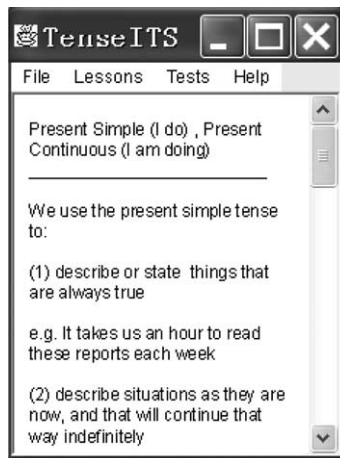 TenseITS
File Lessons Tests Help
Present Simple (I do) , Present
Continuous (I am doing)
We use the present simple tense
to:
(1) describe or state things that
are always true
e.g. It takes us an hour to read
these reports each week
(2) describe situations as they are
now, and that will continue that
way indefinitely